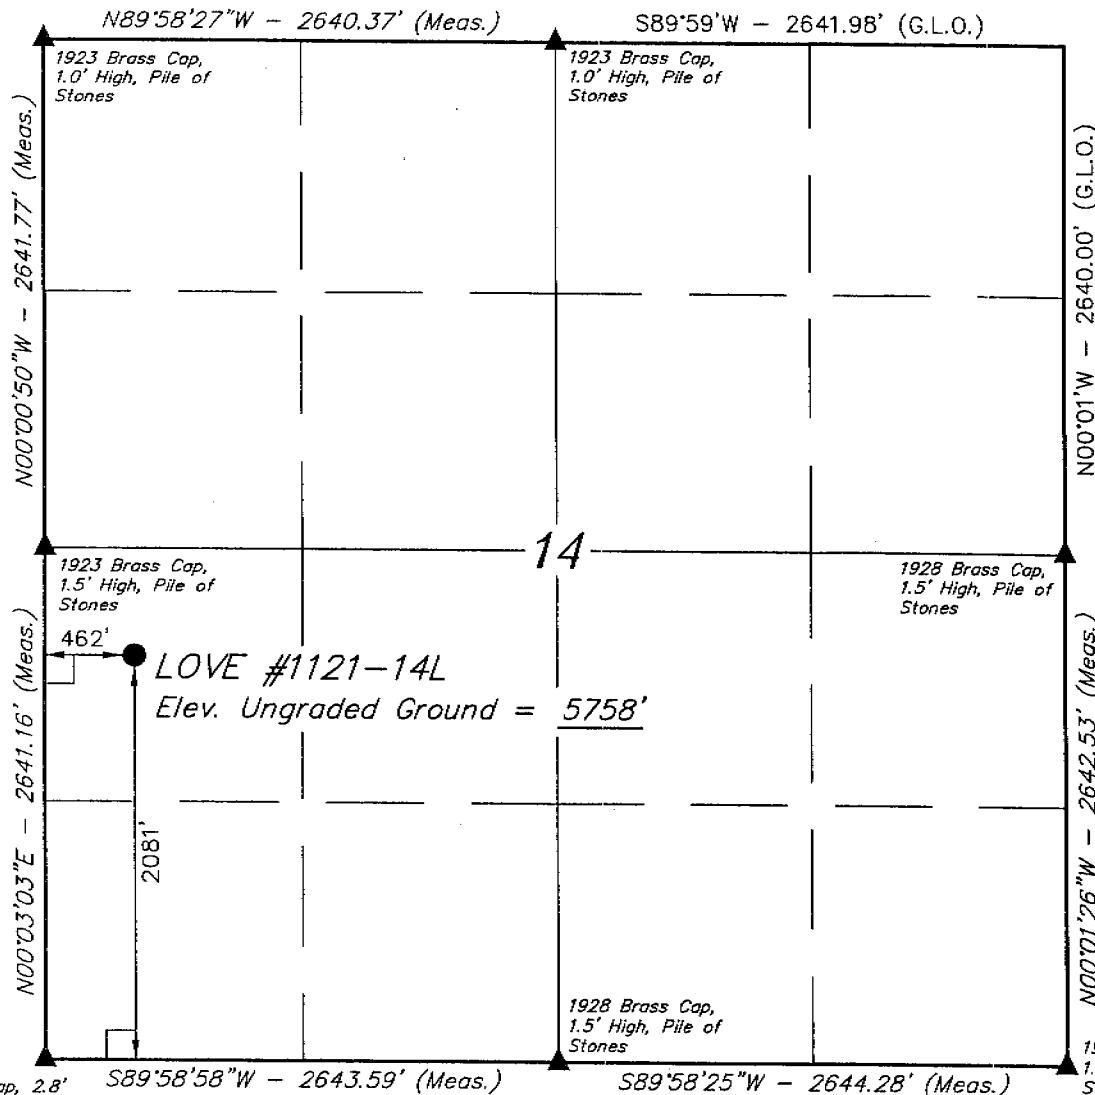 N89°58'27"W - 2640.37' (Meas.)
S89°59'W - 2641.98' (G.L.O.)
1923 Brass Cap,
1.0' High, Pile of
Stones
1923 Brass Cap,
1.0' High, Pile of
Stones
N00°00'50"W - 2641.77' (Meas.)
N00°01'W - 2640.00' (G.L.O.)
14
1923 Brass Cap,
1.5' High, Pile of
Stones
1928 Brass Cap,
1.5' High, Pile of
Stones
462'
LOVE #1121-14L
Elev. Ungraded Ground = 5758'
N00°03'03"E - 2641.16' (Meas.)
N00°01'26"W - 2642.53' (Meas.)
2081'
1928 Brass Cap,
1.5' High, Pile of
Stones
2.8'
S89°58'58"W - 2643.59' (Meas.)
S89°58'25"W - 2644.28' (Meas.)